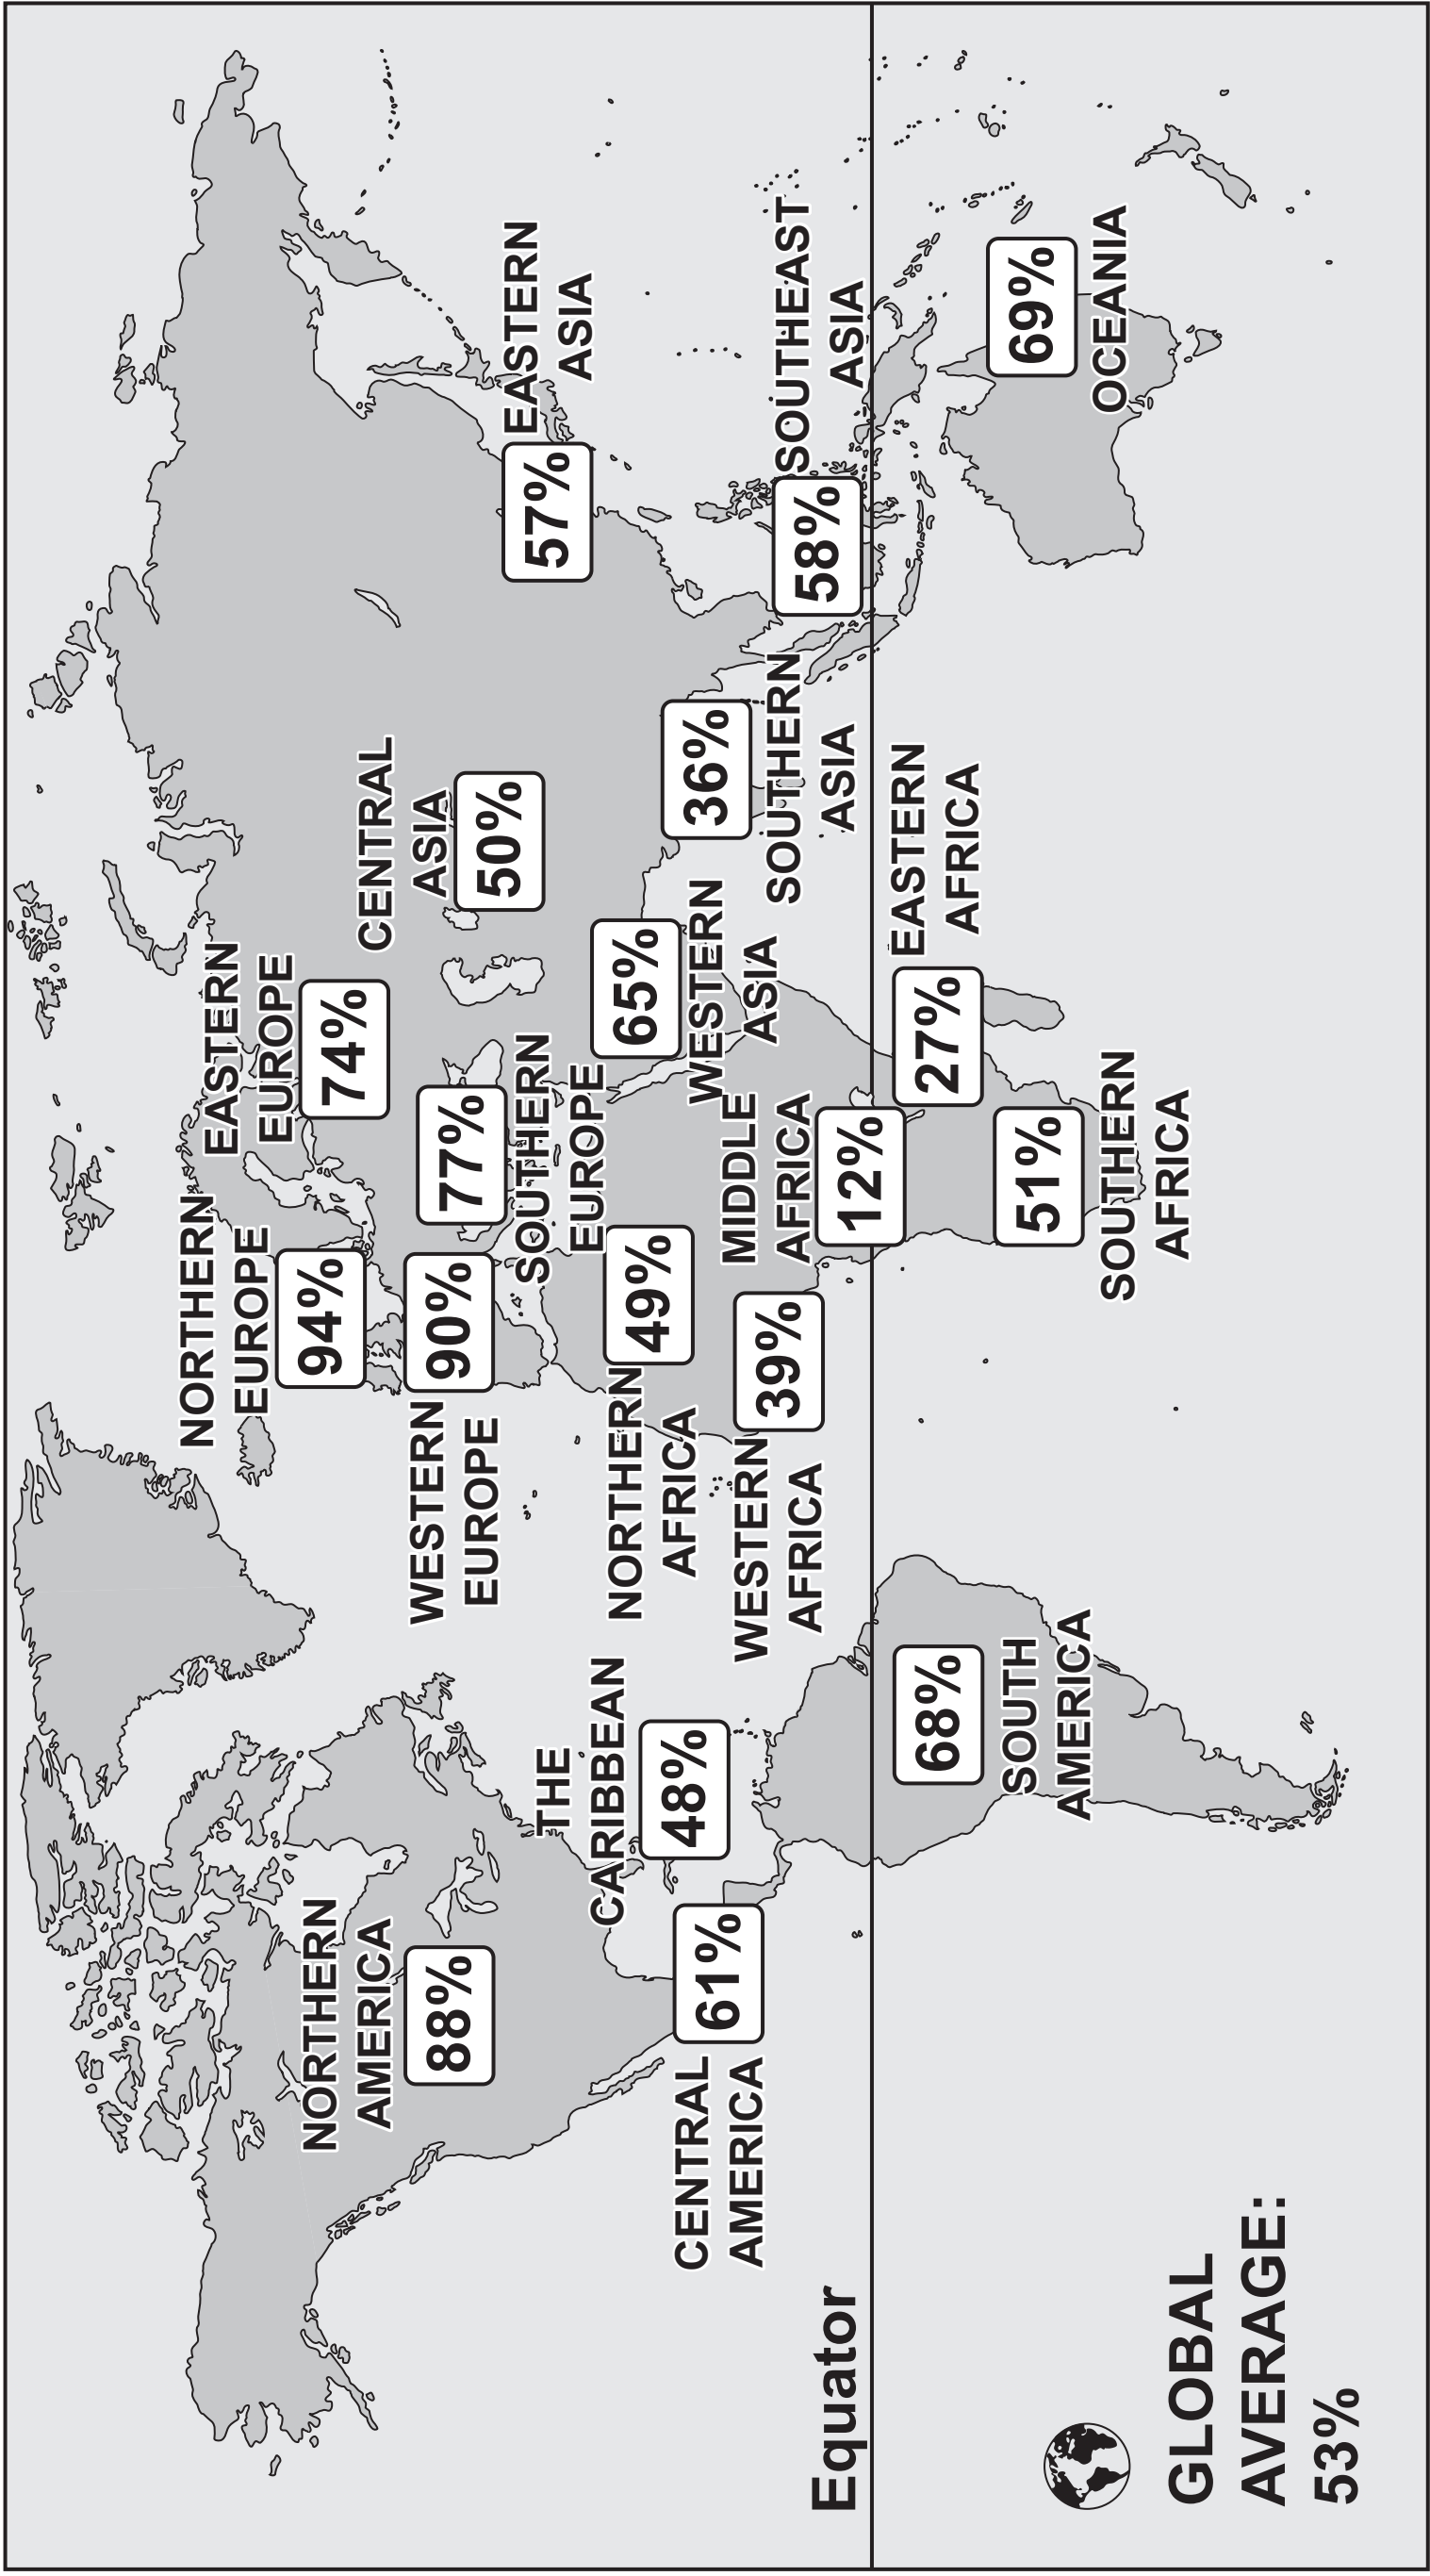 NORTHERN
AMERICA
88%
CENTRAL
AMERICA
61%
THE
CARIBBEAN
48%
SOUTH
AMERICA
68%
NORTHERN
EUROPE
94%
WESTERN
EUROPE
90%
EASTERN
EUROPE
74%
77%
SOUTHERN
EUROPE
NORTHERN
AFRICA
49%
WESTERN
AFRICA
39%
MIDDLE
AFRICA
12%
EASTERN
AFRICA
27%
51%
SOUTHERN
AFRICA
CENTRAL
ASIA
50%
65%
WESTERN
ASIA
36%
SOUTHERN
ASIA
EASTERN
ASIA
57%
SOUTHEAST
ASIA
58%
69%
OCEANIA
Equator
GLOBAL
AVERAGE:
53%